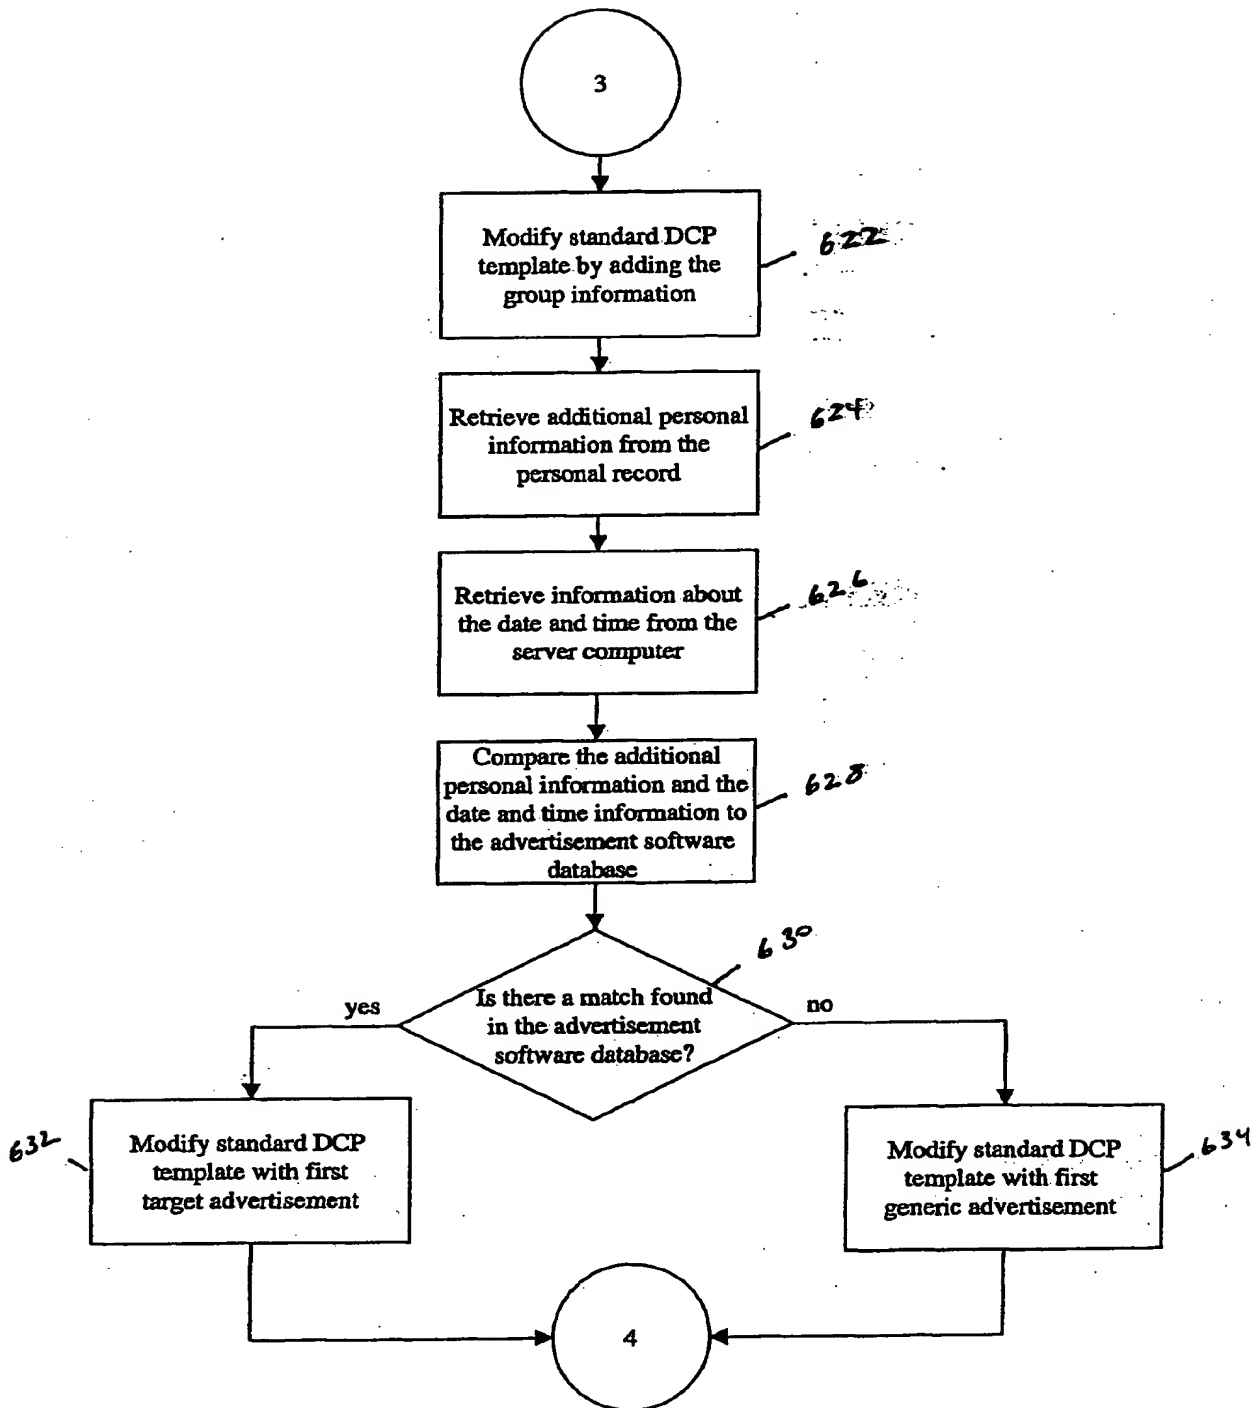 3
Modify standard DCP
template by adding the
group information
622
Retrieve additional personal
information from the
personal record
624
Retrieve information about
the date and time from the
server computer
626
Compare the additional
personal information and the
date and time information to
the advertisement software
database
628
630
Is there a match found
in the advertisement
software database?
yes
no
632
Modify standard DCP
template with first
target advertisement
Modify standard DCP
template with first
generic advertisement
634
4